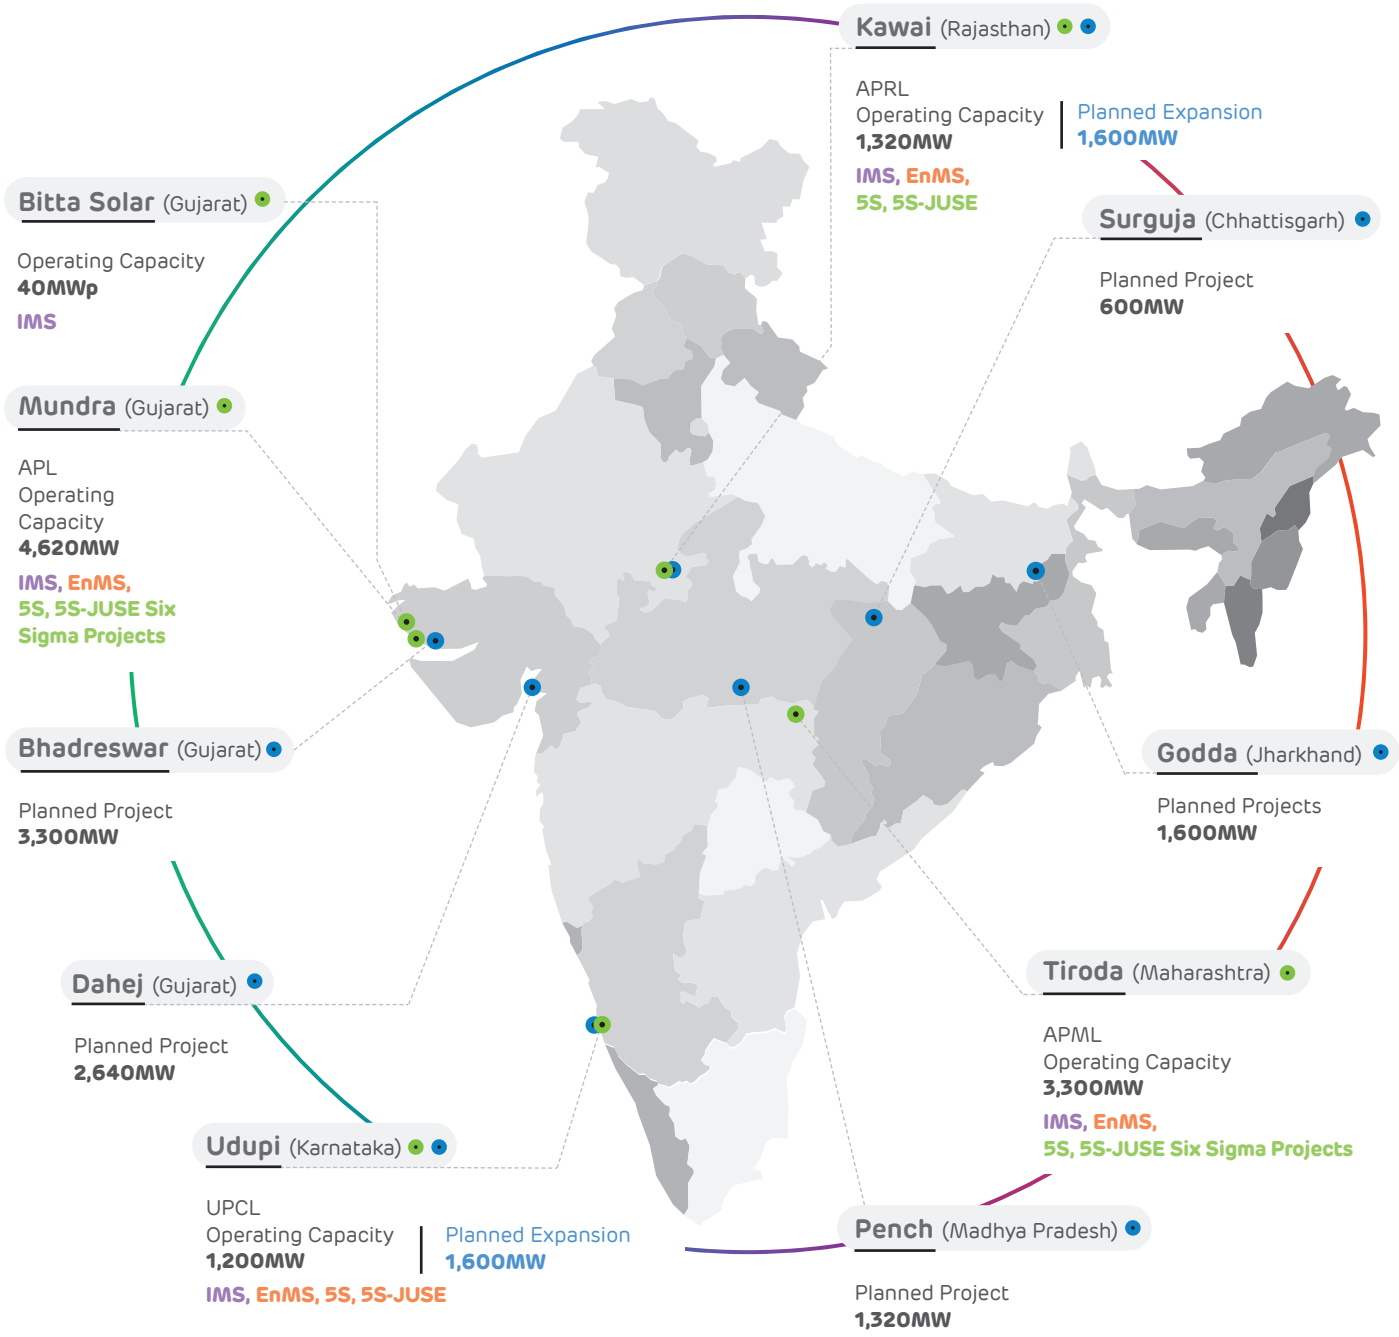 Kawai (Rajasthan)
APRL
Operating Capacity
1,320MW
Planned Expansion
1,600MW
IMS, EnMS,
5S, 5S-JUSE
Bitta Solar (Gujarat)
Operating Capacity
40MWp
IMS
Surguja (Chhattisgarh)
Planned Project
600MW
Mundra (Gujarat)
APL
Operating
Capacity
4,620MW
IMS, EnMS,
5S, 5S-JUSE Six
Sigma Projects
Bhadreswar (Gujarat)
Planned Project
3,300MW
Godda (Jharkhand)
Planned Projects
1,600MW
Dahej (Gujarat)
Planned Project
2,640MW
Tiroda (Maharashtra)
APML
Operating Capacity
3,300MW
IMS, EnMS,
5S, 5S-JUSE Six Sigma Projects
Udupi (Karnataka)
UPCL
Operating Capacity
1,200MW
Planned Expansion
1,600MW
IMS, EnMS, 5S, 5S-JUSE
Pench (Madhya Pradesh)
Planned Project
1,320MW